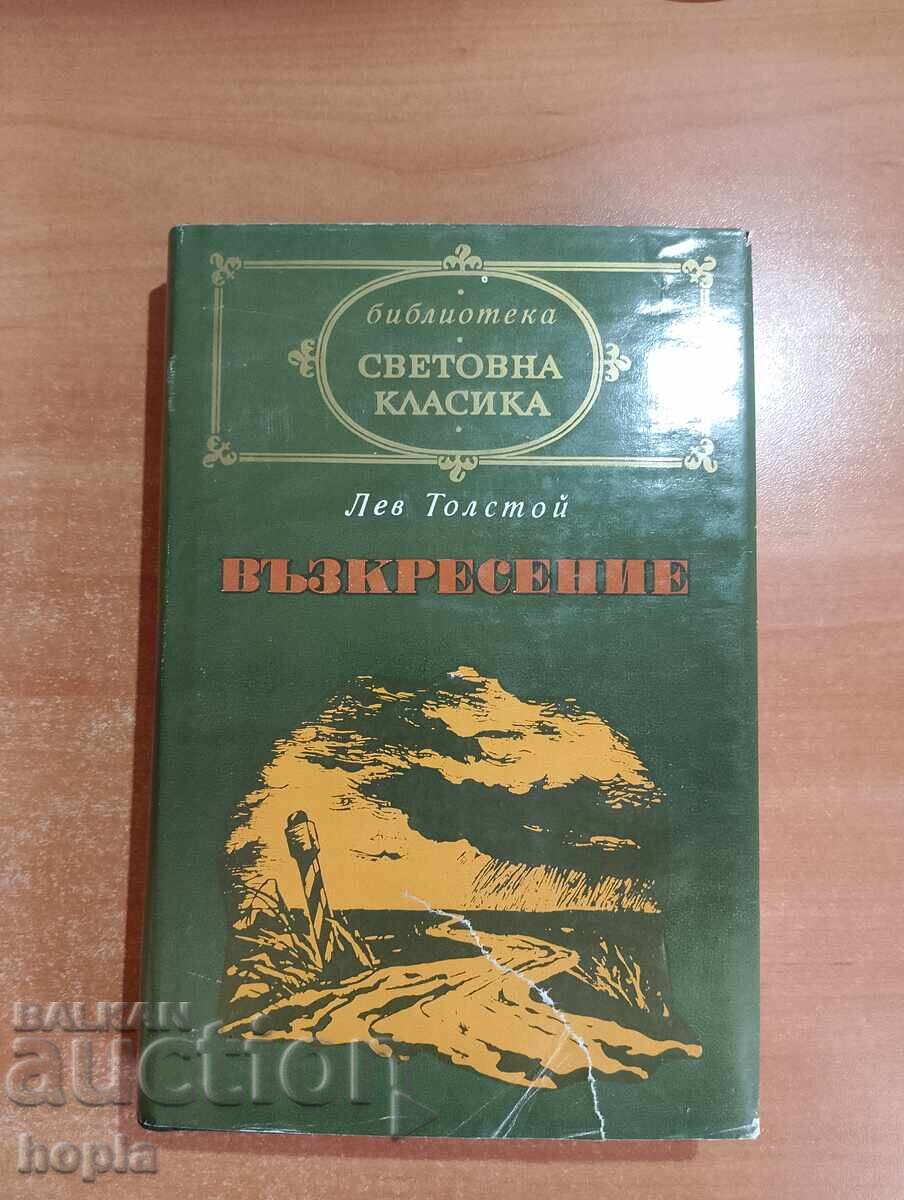 библиотека
СВЕТОВНА
КЛАСИКА
Лев Толстой
ВЪЗКРЕСЕНИЕ
BALKAN
auction
hopla